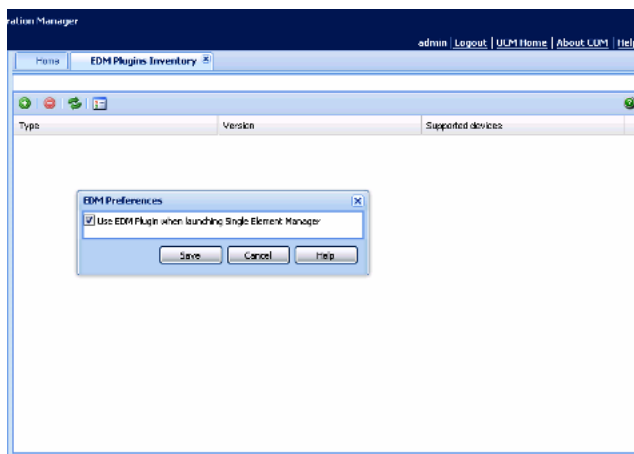 ration Manager
admin | Logout | UCM Home | About COM | Help
Home EDM Plugins Inventory
Type Version Supported devices
EDM Preferences
Use EDM Plugin when launching Single Element Manager
Save Cancel Help